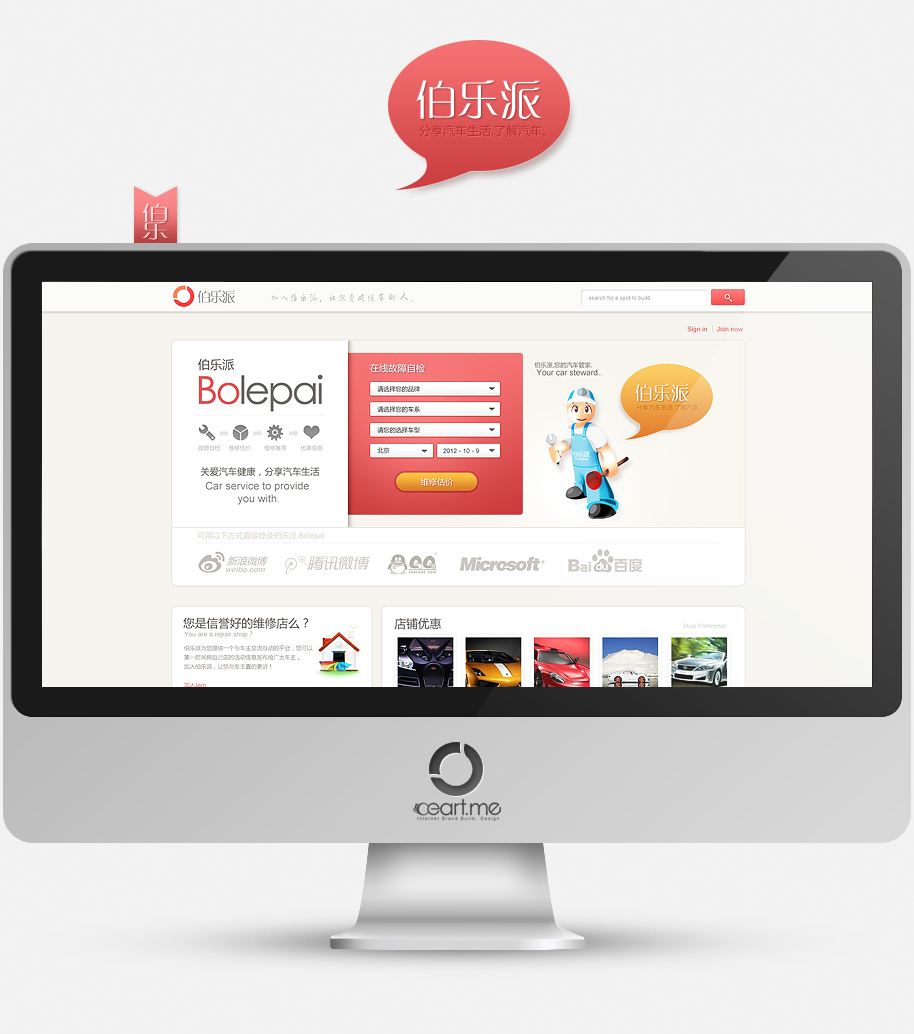 伯乐派
分享汽车生活,了解汽车。
伯乐
伯乐派
加入伯乐派,让您变成懂车的人。
search for a spot to build
Sign in | Join now
伯乐派
Bolepai
故障自检 维修估价 维修推荐 优惠信息
关爱汽车健康，分享汽车生活
Car service to provide
you with.
在线故障自检
请选择您的品牌
请选择您的车系
请您的选择车型
北京 2012 - 10 - 9
维修估价
伯乐派,您的汽车管家.
Your car steward..
伯乐派
分享汽车生活,了解汽车。
伯乐派
可用以下方式直接登录伯乐派 Bolepai
新浪微博
weibo.com
腾讯微博
QQ
tencent.com
Microsoft
Bai du 百度
您是信誉好的维修店么？
You are a repair shop ?
伯乐派为您提供一个与车主交流互动的平台，您可以
第一时间将自己店的活动信息发布给广大车主。
加入伯乐派，让您与车主靠的更近！
加入Join
店铺优惠
Shop Preferential
iceart.me
Internet Brand Build. Design